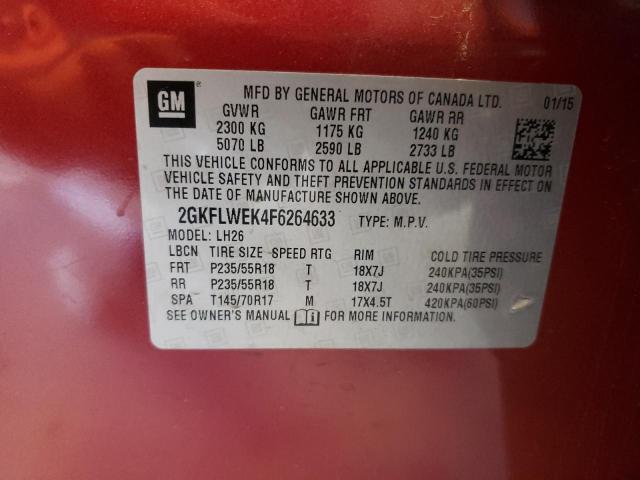 GM
MFD BY GENERAL MOTORS OF CANADA LTD. 01/15
GVWR GAWR FRT GAWR RR
2300 KG 1175 KG 1240 KG
5070 LB 2590 LB 2733 LB
THIS VEHICLE CONFORMS TO ALL APPLICABLE U.S. FEDERAL MOTOR
VEHICLE SAFETY AND THEFT PREVENTION STANDARDS IN EFFECT ON
THE DATE OF MANUFACTURE SHOWN ABOVE.
2GKFLWEK4F6264633 TYPE: M.P.V.
MODEL: LH26
LBCN TIRE SIZE SPEED RTG RIM COLD TIRE PRESSURE
FRT P235/55R18 T 18X7J 240KPA(35PSI)
RR P235/55R18 T 18X7J 240KPA(35PSI)
SPA T145/70R17 M 17X4.5T 420KPA(60PSI)
SEE OWNER'S MANUAL FOR MORE INFORMATION.